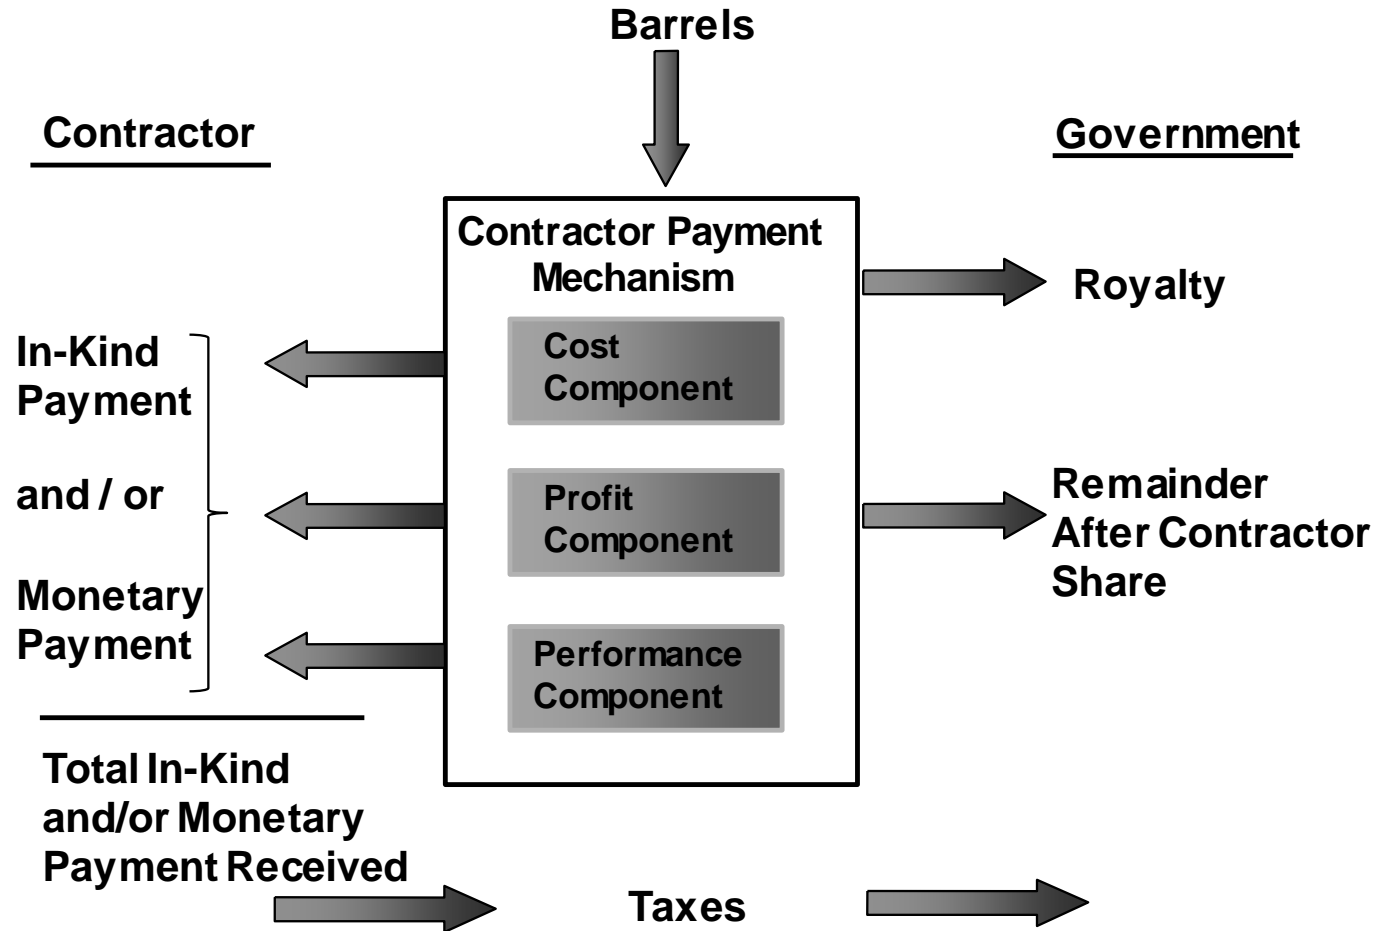 Barrels
Contractor
Government
Contractor Payment
Mechanism
Royalty
In-Kind
Payment
and / or
Monetary
Payment
Cost
Component
Profit
Component
Performance
Component
Remainder
After Contractor
Share
Total In-Kind
and/or Monetary
Payment Received
Taxes